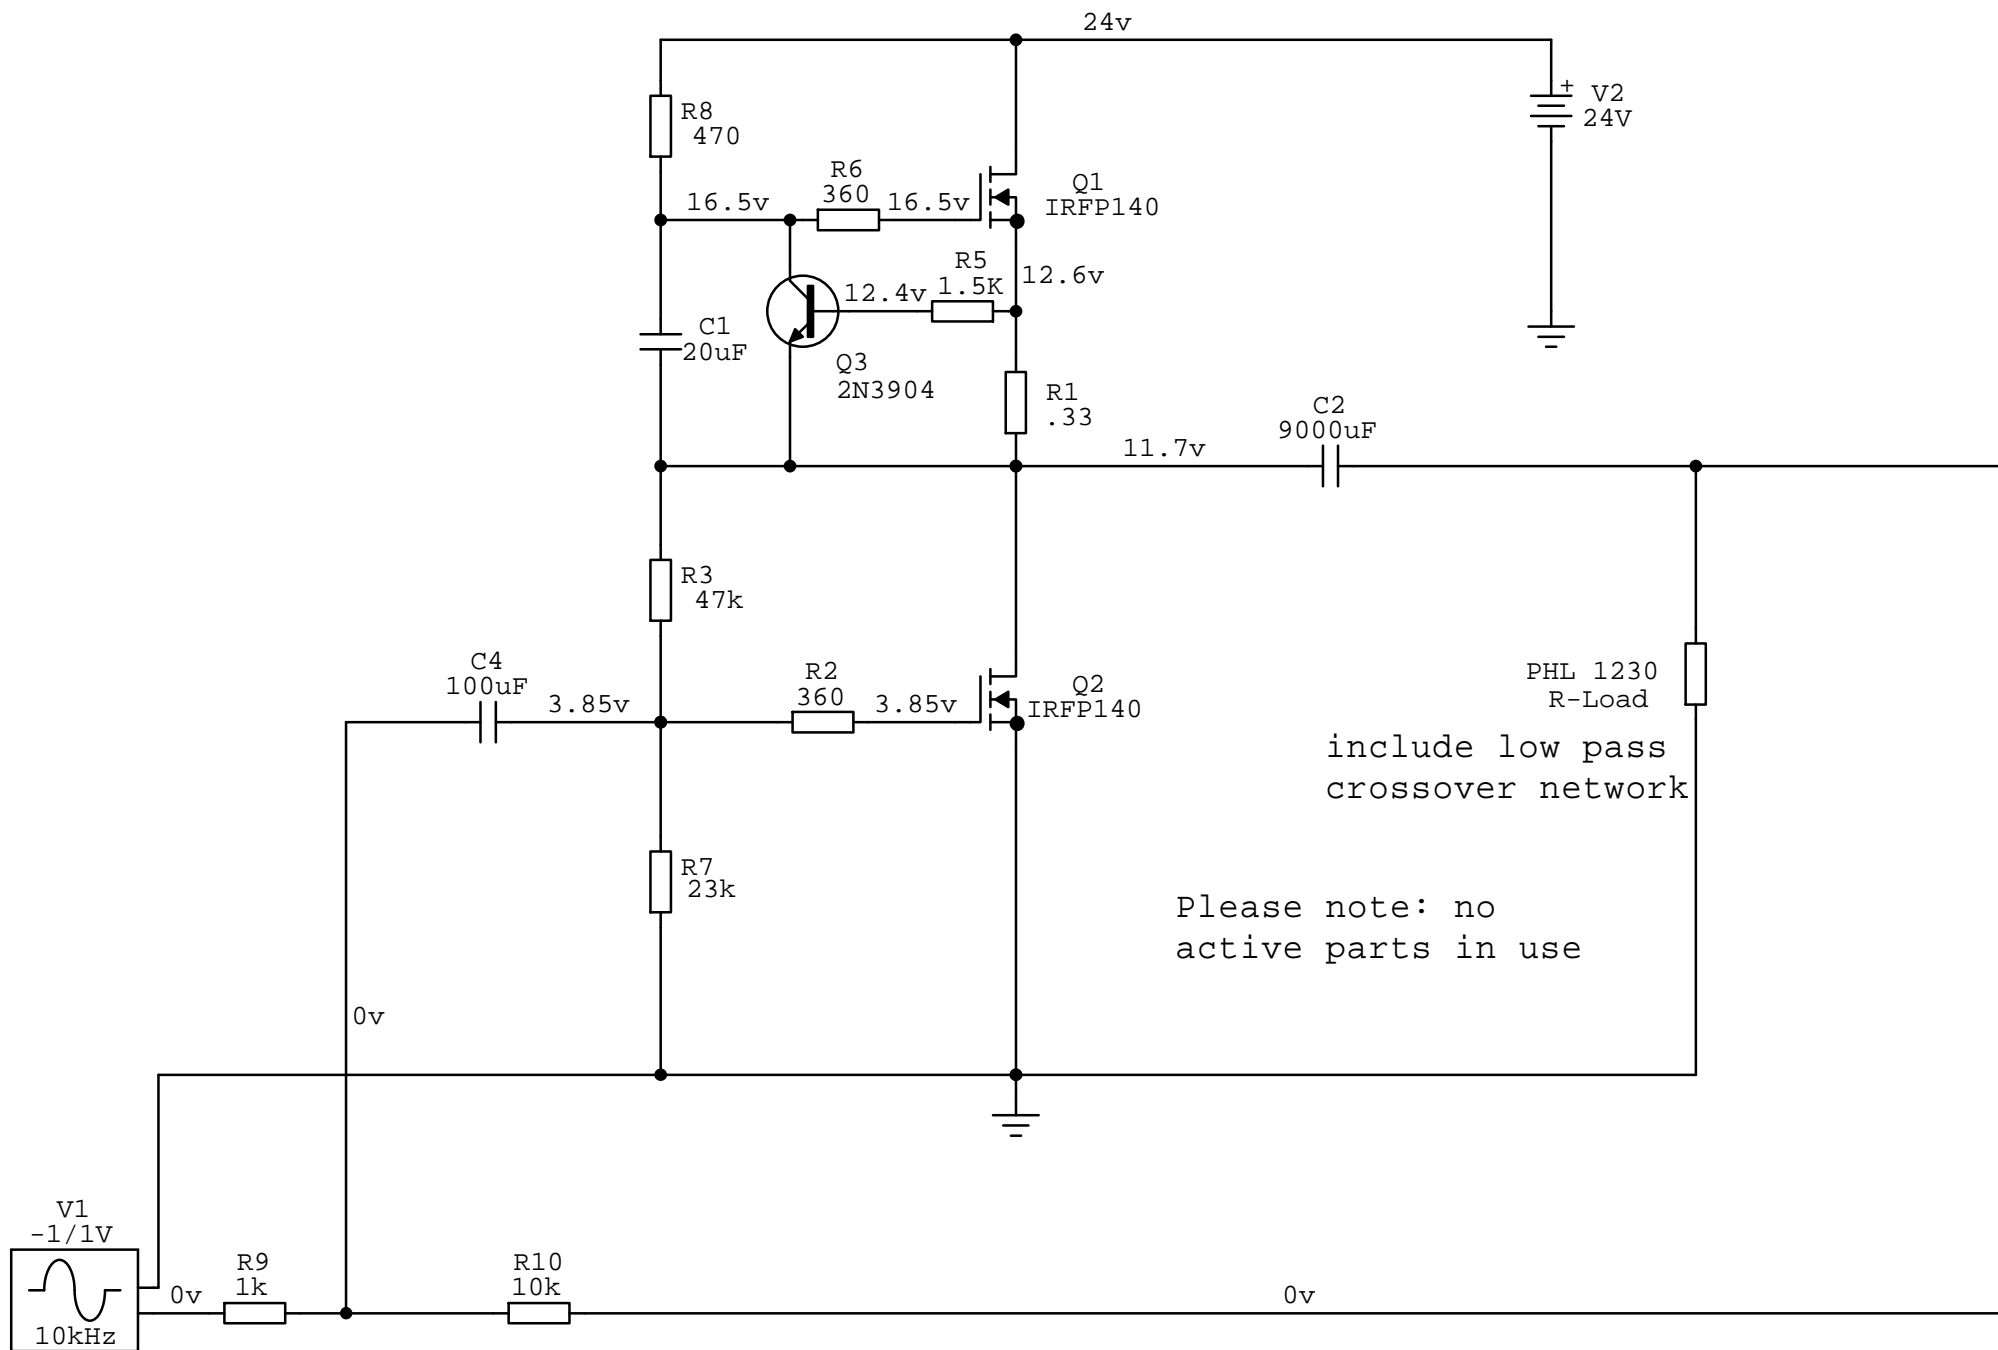 24v
+
V2
24V
R8
470
R6
360
16.5v
16.5v
Q1
IRFP140
R5
1.5K
12.6v
12.4v
C1
20uF
Q3
2N3904
R1
.33
C2
9000uF
11.7v
R3
47k
C4
100uF
3.85v
R2
360
3.85v
Q2
IRFP140
PHL 1230
R-Load
include low pass
crossover network
R7
23k
Please note: no
active parts in use
0v
V1
-1/1V
10kHz
0v
R9
1k
R10
10k
0v